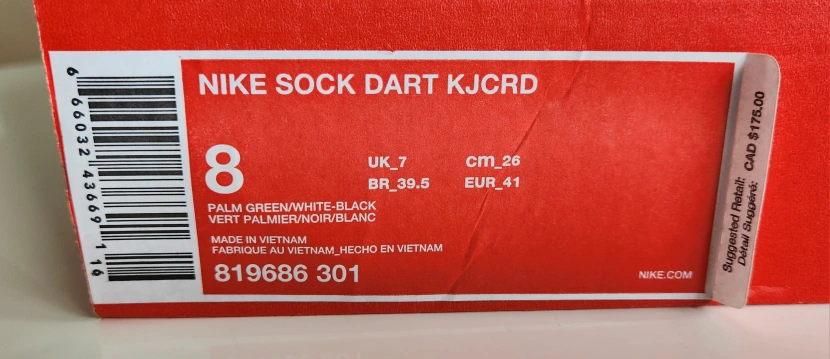 NIKE SOCK DART KJCRD
8
UK_7 cm_26
BR_39.5 EUR_41
PALM GREEN/WHITE-BLACK
VERT PALMIER/NOIR/BLANC
MADE IN VIETNAM
FABRIQUE AU VIETNAM_HECHO EN VIETNAM
819686 301
NIKE.COM
6 66032 43669 1 16
Suggested Retail: CAD $175.00
Détail Suggéré: